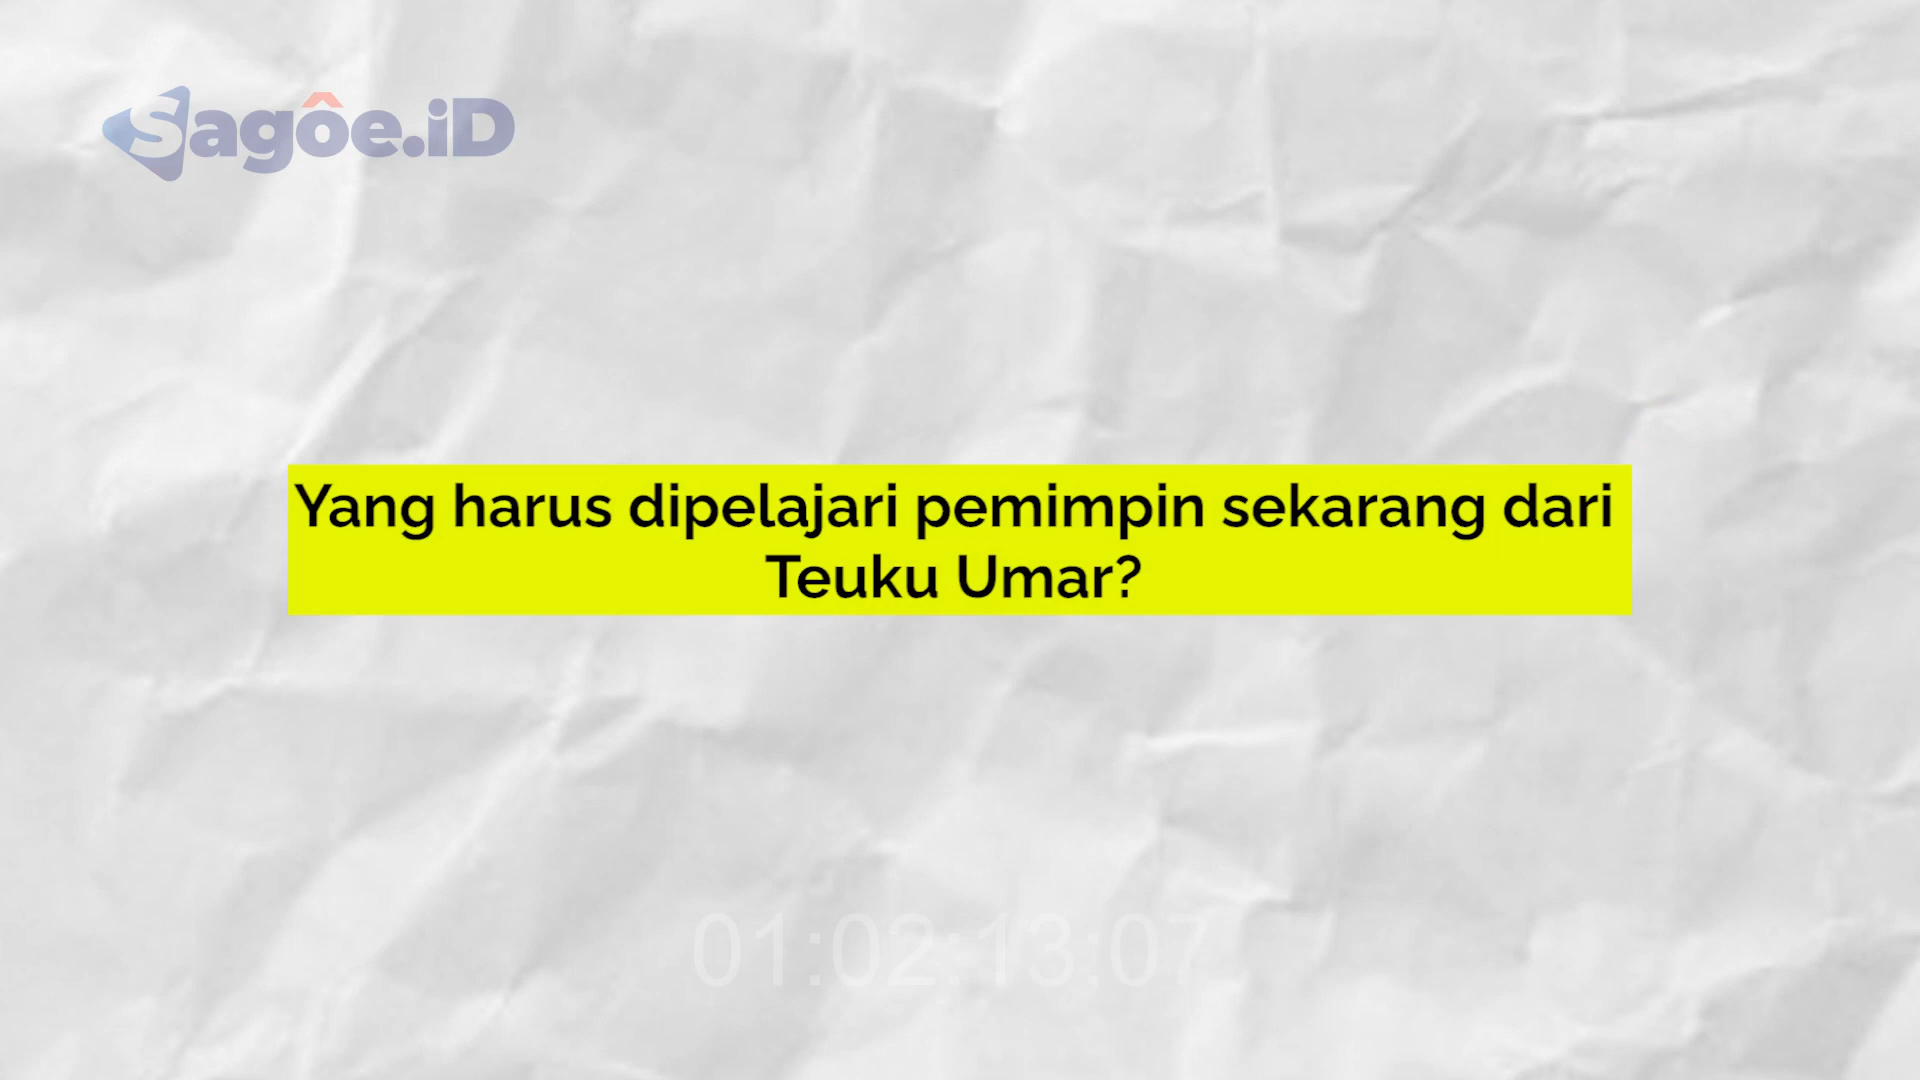 Sagôe.iD
Yang harus dipelajari pemimpin sekarang dari
Teuku Umar?
01:02:13:07